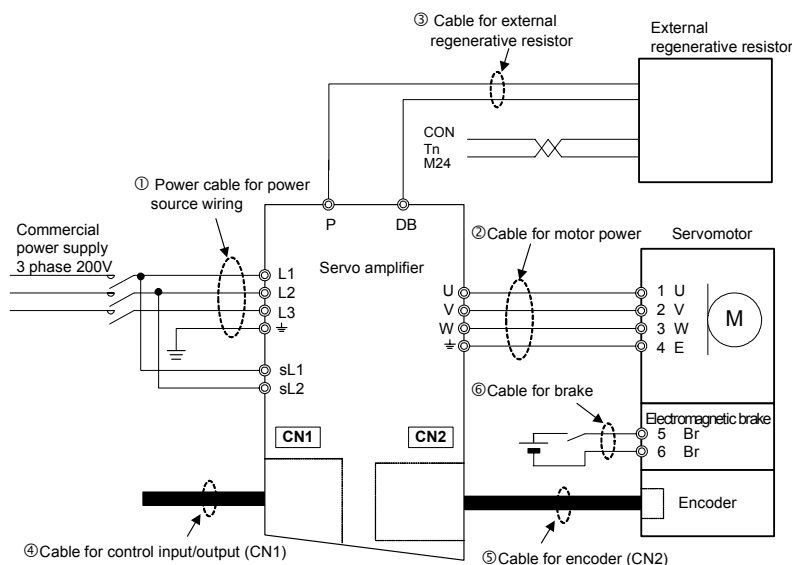 ③ Cable for external
regenerative resistor
External
regenerative resistor
CON
Tn
M24
① Power cable for power
source wiring
P
DB
Commercial
power supply
3 phase 200V
②Cable for motor power
Servomotor
Servo amplifier
L1
L2
L3
sL1
sL2
U
V
W
1 U
2 V
3 W
4 E
M
⑥Cable for brake
Electromagnetic brake
5 Br
6 Br
CN1
CN2
Encoder
④Cable for control input/output (CN1)
⑤Cable for encoder (CN2)